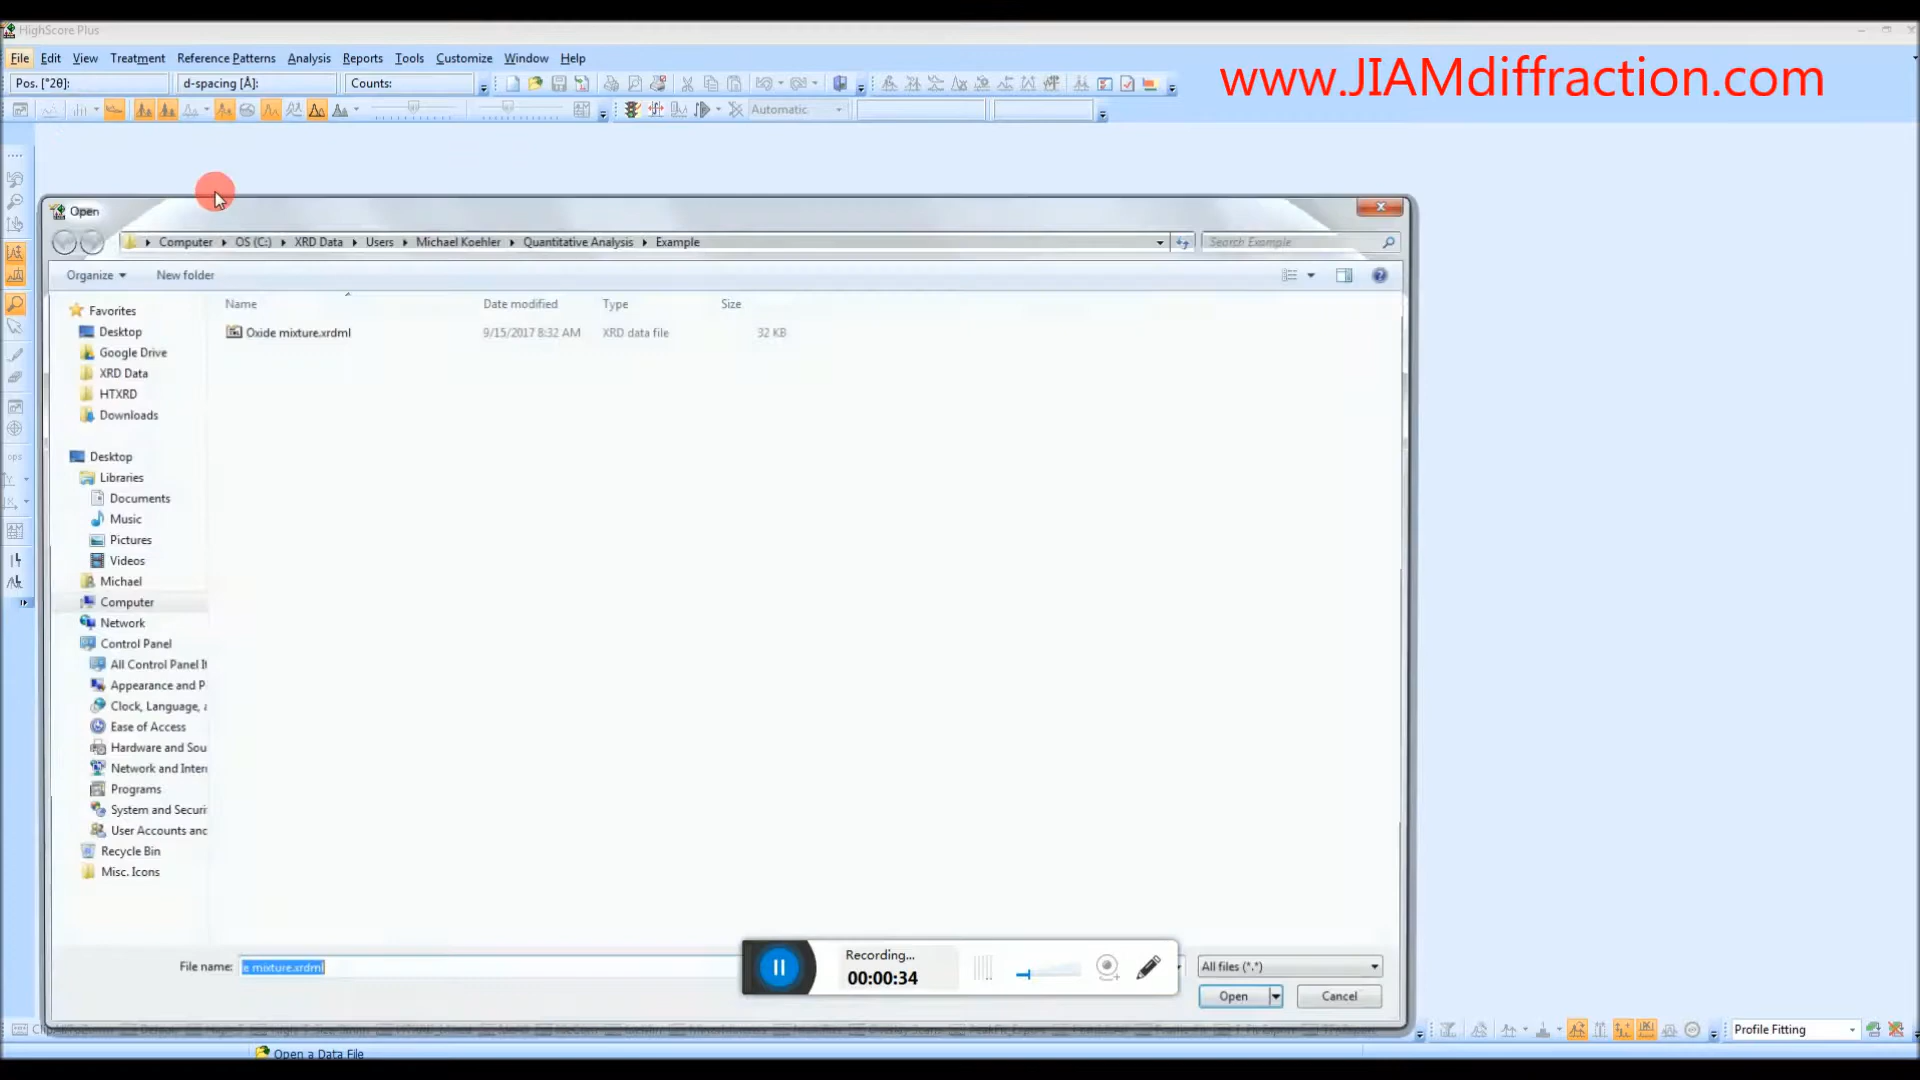 HighScore Plus
File Edit View Treatment Reference Patterns Analysis Reports Tools Customize Window Help
Pos. [°2θ]: d-spacing [Å]: Counts:
www.JIAMdiffraction.com
Automatic
Open
Computer OS (C:) XRD Data Users Michael Koehler Quantitative Analysis Example
Search Example
Organize New folder
Name Date modified Type Size
Oxide mixture.xrdml 9/15/2017 8:32 AM XRD data file 32 KB
Favorites
Desktop
Google Drive
XRD Data
HTXRD
Downloads
Desktop
Libraries
Documents
Music
Pictures
Videos
Michael
Computer
Network
Control Panel
All Control Panel I
Appearance and P
Clock, Language, a
Ease of Access
Hardware and Sou
Network and Inter
Programs
System and Securi
User Accounts and
Recycle Bin
Misc. Icons
File name: e mixture.xrdml
Recording...
00:00:34
All files (*.*)
Open Cancel
Profile Fitting
Open a Data File